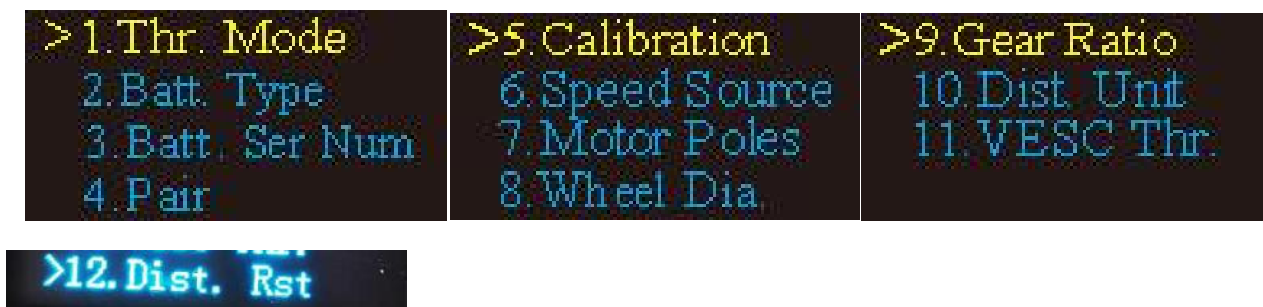 >1.Thr. Mode
2.Batt. Type
3.Batt. Ser Num
4.Pair
>5.Calibration
6.Speed Source
7.Motor Poles
8.Wheel Dia.
>9.Gear Ratio
10.Dist. Unit
11.VESC Thr.
>12.Dist. Rst